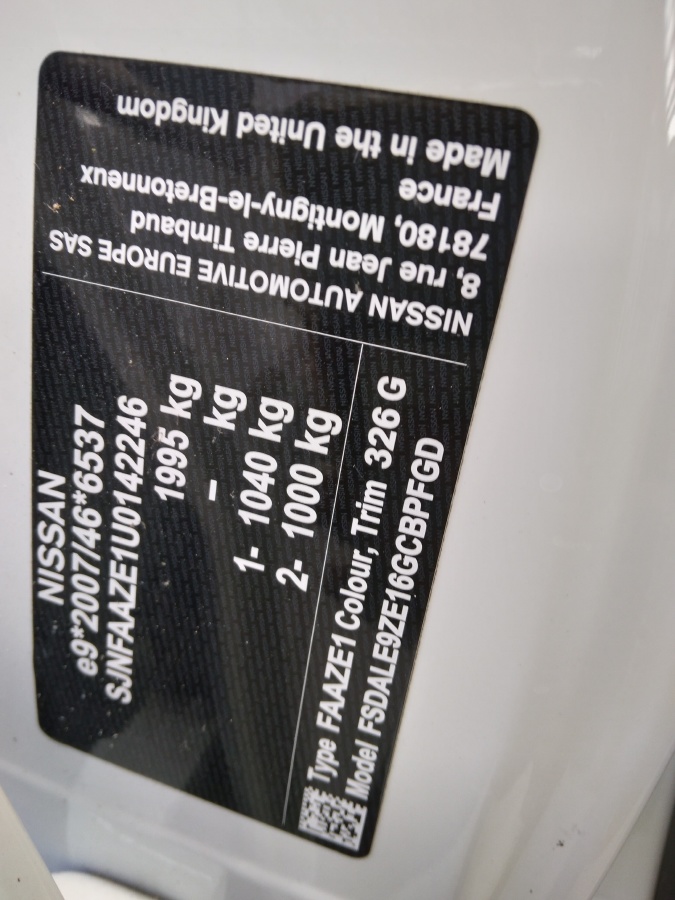 NISSAN
e9*2007/46*6537
SJNFAAZE1U0142246
1995 kg
- kg
1- 1040 kg
2- 1000 kg
Type FAAZE1 Colour, Trim 326 G
Model FSDALE9ZE16GCBPFGD
NISSAN AUTOMOTIVE EUROPE SAS
8, rue Jean Pierre Timbaud
78180, Montigny-le-Bretonneux
France
Made in the United Kingdom